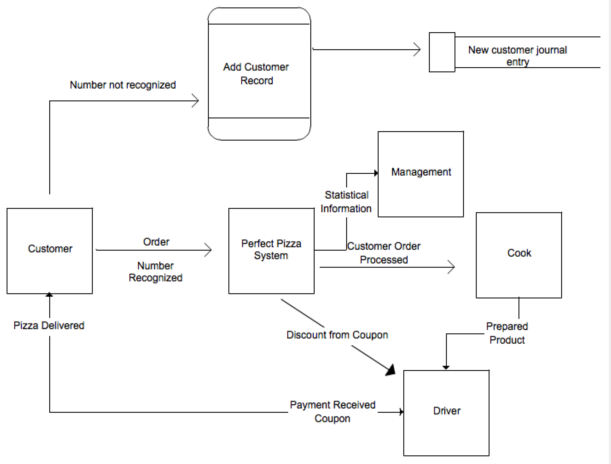 New customer journal
entry
Add Customer
Record
Number not recognized
Management
Statistical
Information
Customer
Order
Number
Recognized
Perfect Pizza
System
Customer Order
Processed
Cook
Pizza Delivered
Discount from Coupon
Prepared
Product
Payment Received
Coupon
Driver